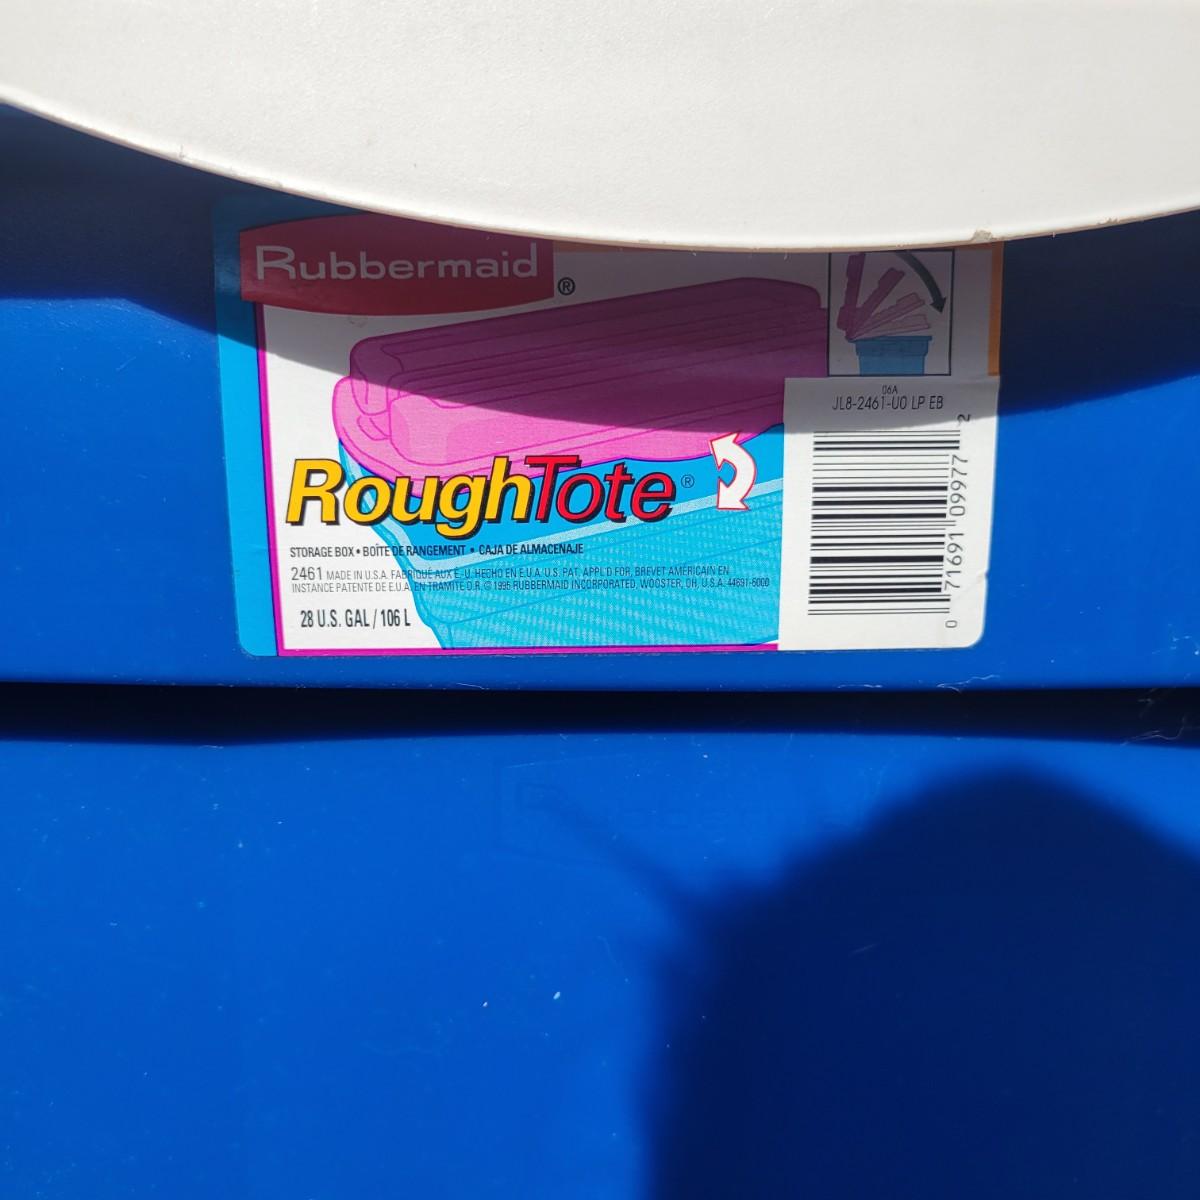 Rubbermaid®
RoughTote®
STORAGE BOX • BOÎTE DE RANGEMENT • CAJA DE ALMACENAJE
2461 MADE IN U.S.A. FABRIQUÉ AUX É.-U. HECHO EN E.U.A. U.S. PAT. APPL'D FOR, BREVET AMÉRICAIN EN
INSTANCE PATENTE DE E.U.A. EN TRAMITE D.R. © 1995 RUBBERMAID INCORPORATED, WOOSTER, OH, U.S.A. 44691-6000
28 U.S. GAL / 106 L
06A
JL8-2461-U0 LP EB
0 71691 09977 2
Rubbermaid